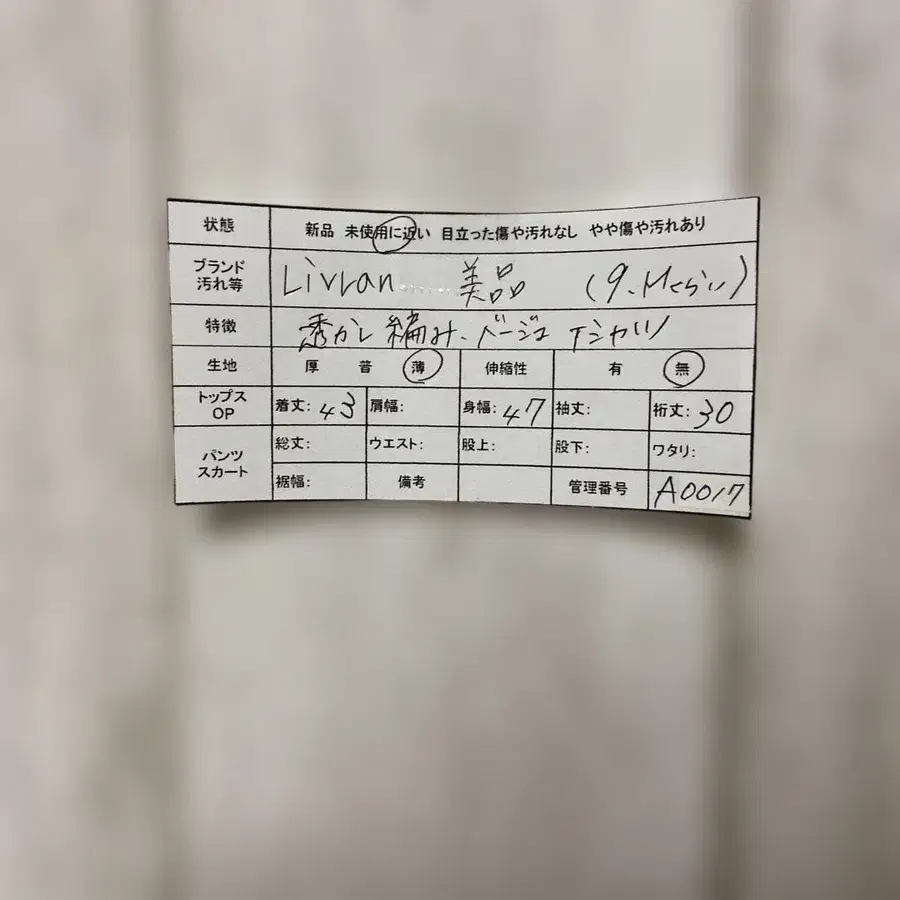 状態 新品 未使用に近い 目立った傷や汚れなし やや傷や汚れあり
ブランド 汚れ等 Livran 美品 (9.Mくらい)
特徴 透かし編み、ベージュ Tシャツ
生地 厚 普 薄 伸縮性 有 無
トップス OP 着丈: 43 肩幅: 身幅: 47 袖丈: 裄丈: 30
パンツ スカート 総丈: ウエスト: 股上: 股下: ワタリ:
裾幅: 備考 管理番号 A0017